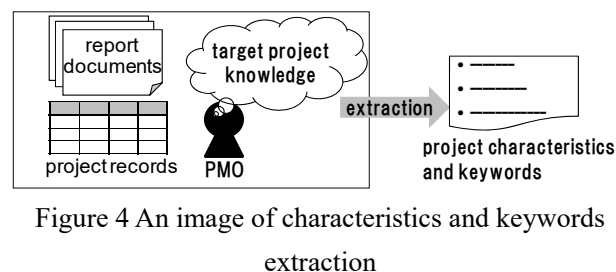 report
documents
target project
knowledge
project records
PMO
extraction
project characteristics
and keywords
Figure 4 An image of characteristics and keywords
extraction